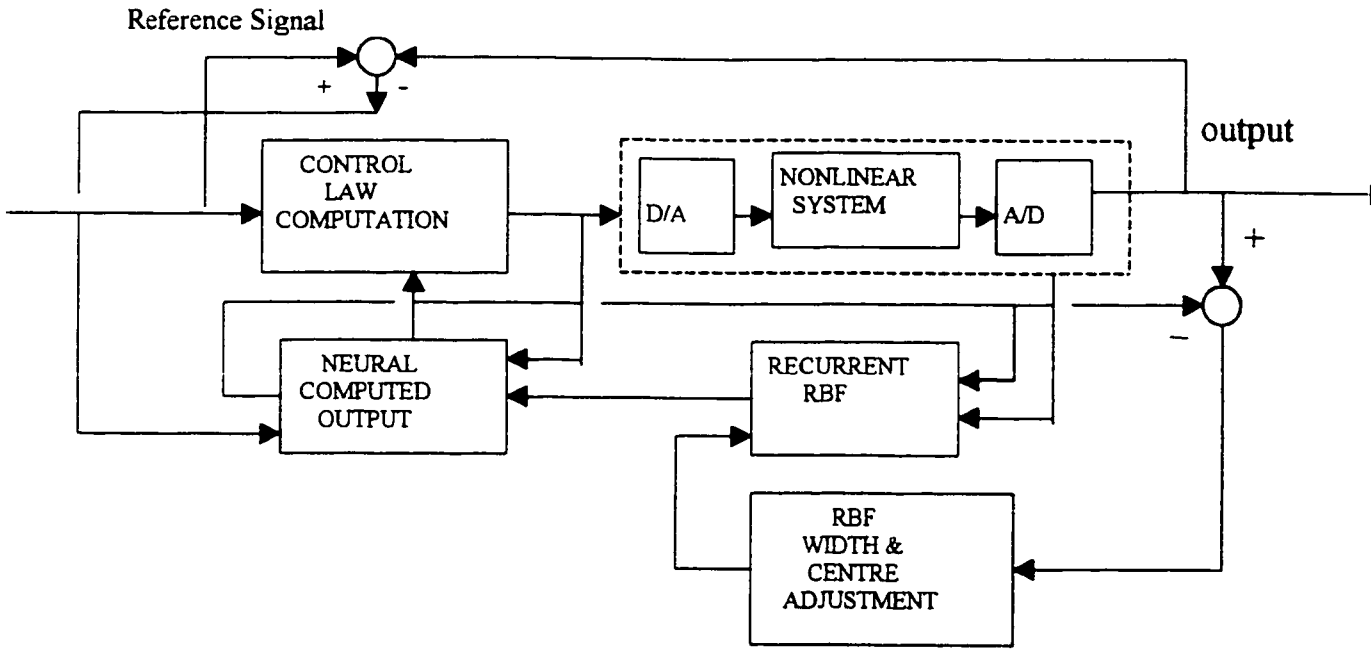 Reference Signal
+
-
output
CONTROL
LAW
COMPUTATION
D/A
NONLINEAR
SYSTEM
A/D
+
-
NEURAL
COMPUTED
OUTPUT
RECURRENT
RBF
RBF
WIDTH &
CENTRE
ADJUSTMENT